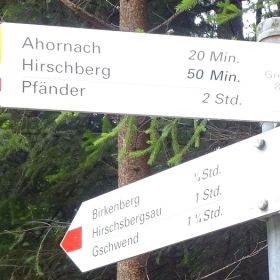 Ahornach 20 Min.
Hirschberg 50 Min.
Pfänder 2 Std.
Birkenberg ¼ Std.
Hirschsbergsau 1 Std.
Gschwend 1 ¼ Std.